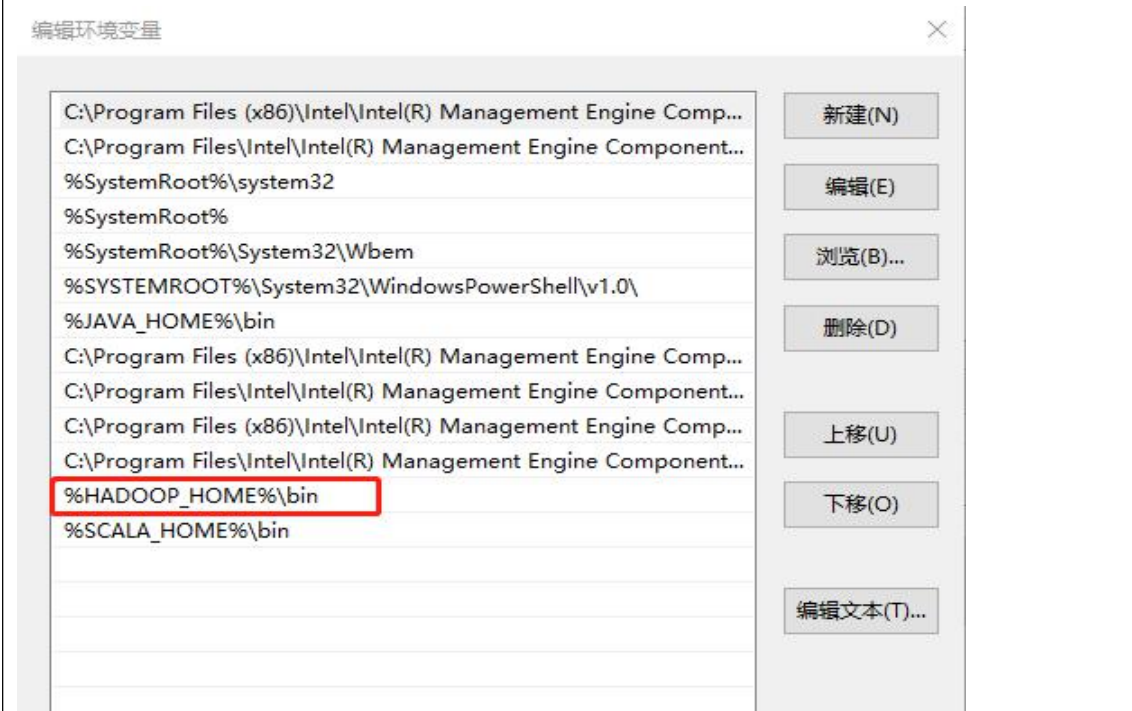 编辑环境变量
C:\Program Files (x86)\Intel\Intel(R) Management Engine Comp...
C:\Program Files\Intel\Intel(R) Management Engine Component...
%SystemRoot%\system32
%SystemRoot%
%SystemRoot%\System32\Wbem
%SYSTEMROOT%\System32\WindowsPowerShell\v1.0\
%JAVA_HOME%\bin
C:\Program Files (x86)\Intel\Intel(R) Management Engine Comp...
C:\Program Files\Intel\Intel(R) Management Engine Component...
C:\Program Files (x86)\Intel\Intel(R) Management Engine Comp...
C:\Program Files\Intel\Intel(R) Management Engine Component...
%HADOOP_HOME%\bin
%SCALA_HOME%\bin
新建(N)
编辑(E)
浏览(B)...
删除(D)
上移(U)
下移(O)
编辑文本(T)...